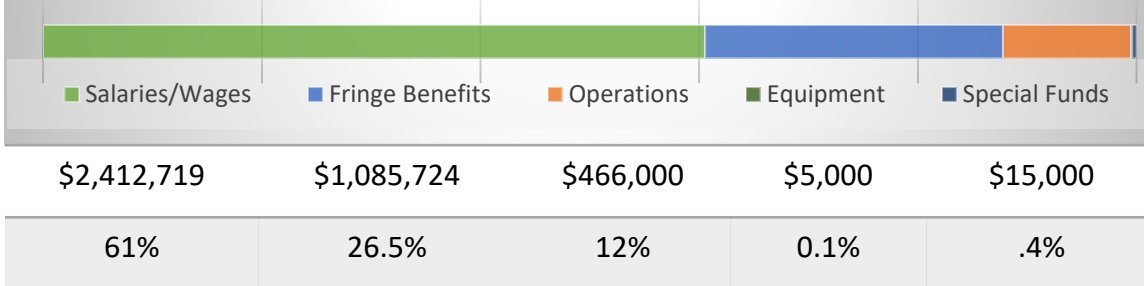 Salaries/Wages Fringe Benefits Operations Equipment Special Funds
$2,412,719 $1,085,724 $466,000 $5,000 $15,000
61% 26.5% 12% 0.1% .4%